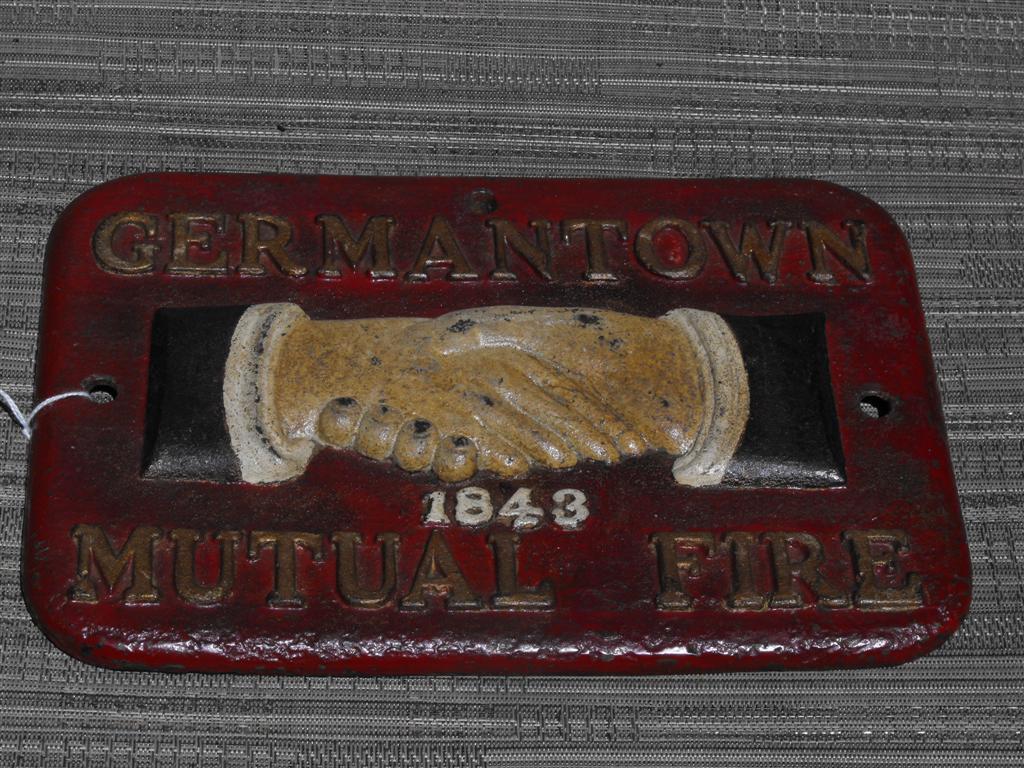 GERMANTOWN
1843
MUTUAL FIRE